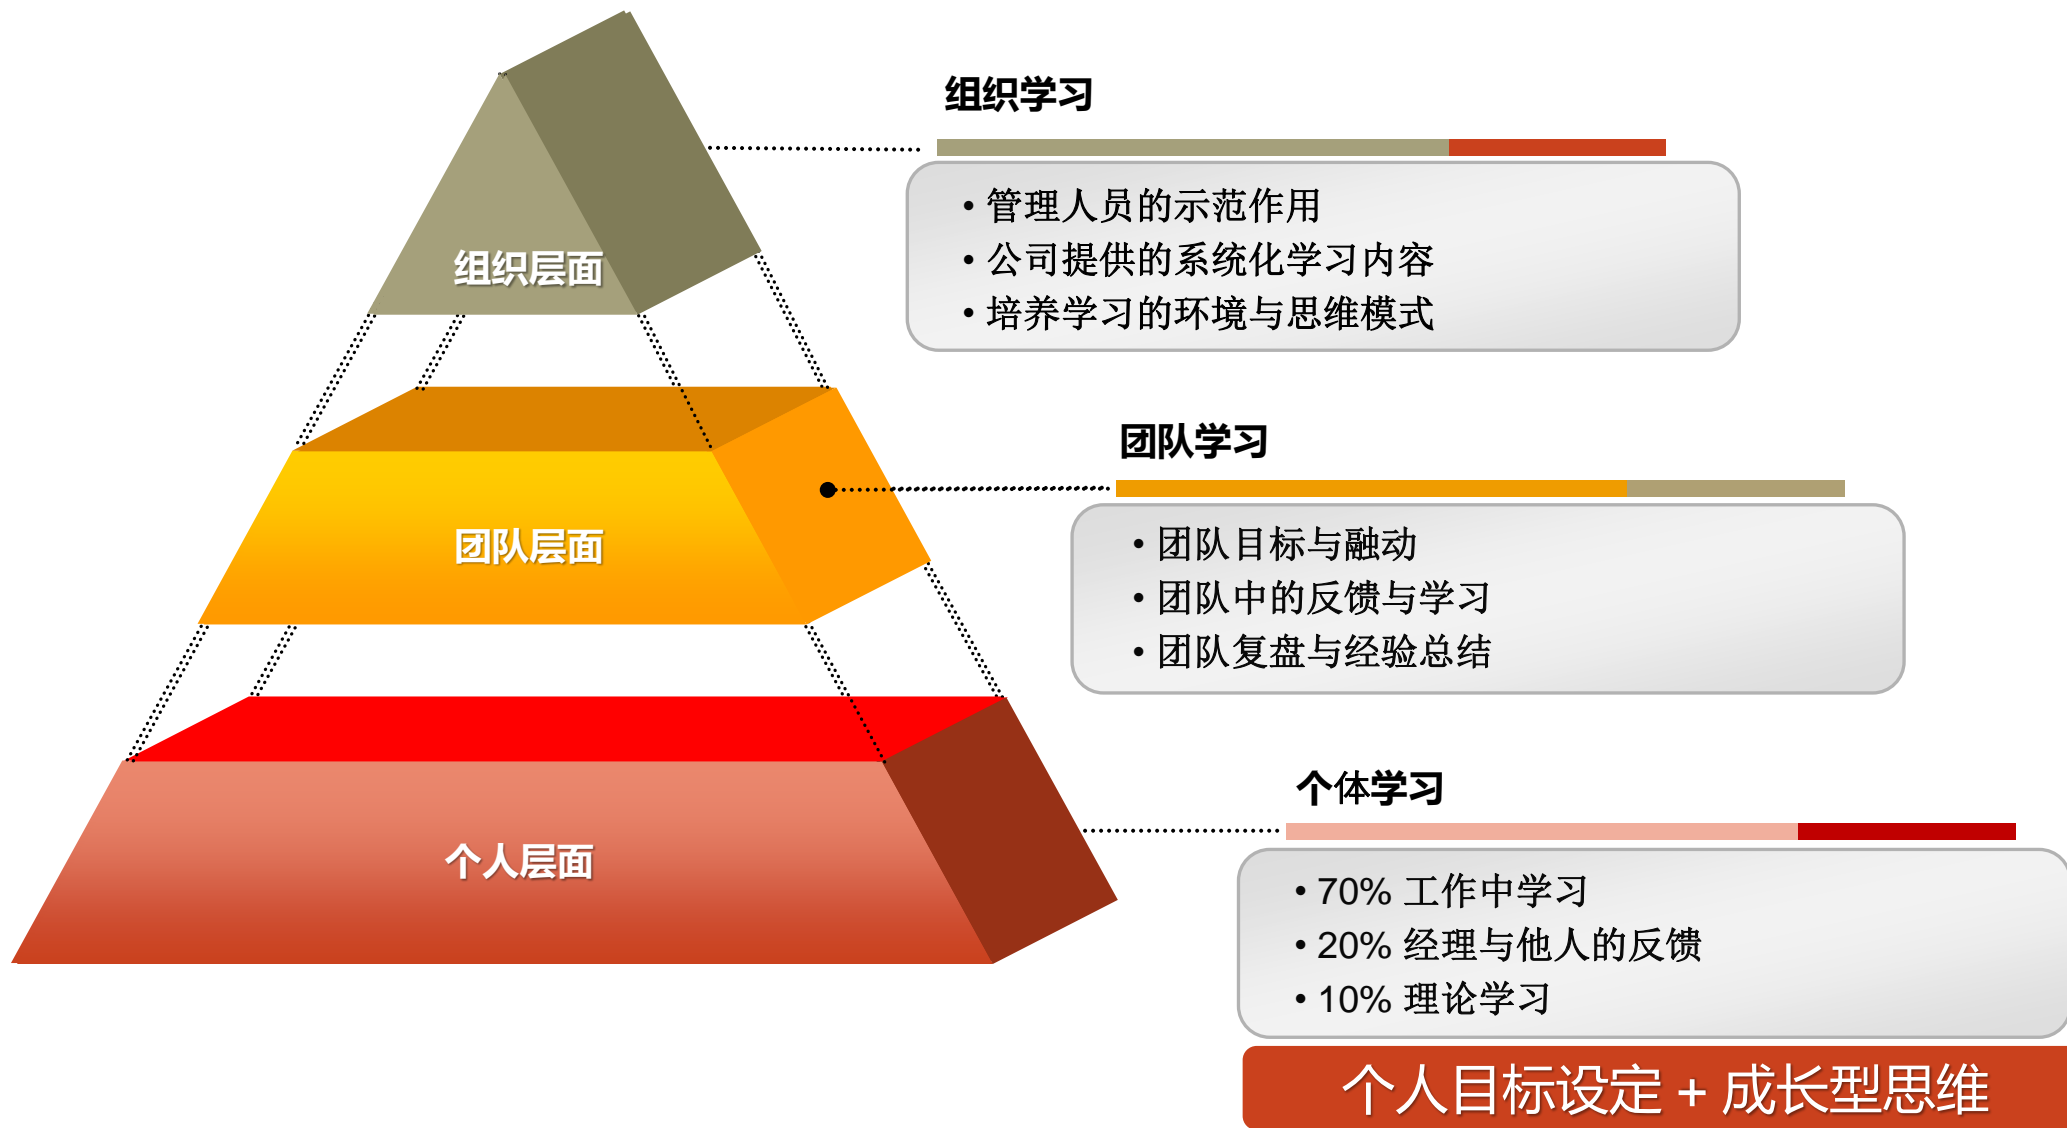 组织学习
• 管理人员的示范作用
• 公司提供的系统化学习内容
• 培养学习的环境与思维模式
组织层面
团队学习
• 团队目标与融动
• 团队中的反馈与学习
• 团队复盘与经验总结
团队层面
个体学习
• 70% 工作中学习
• 20% 经理与他人的反馈
• 10% 理论学习
个人层面
个人目标设定 + 成长型思维